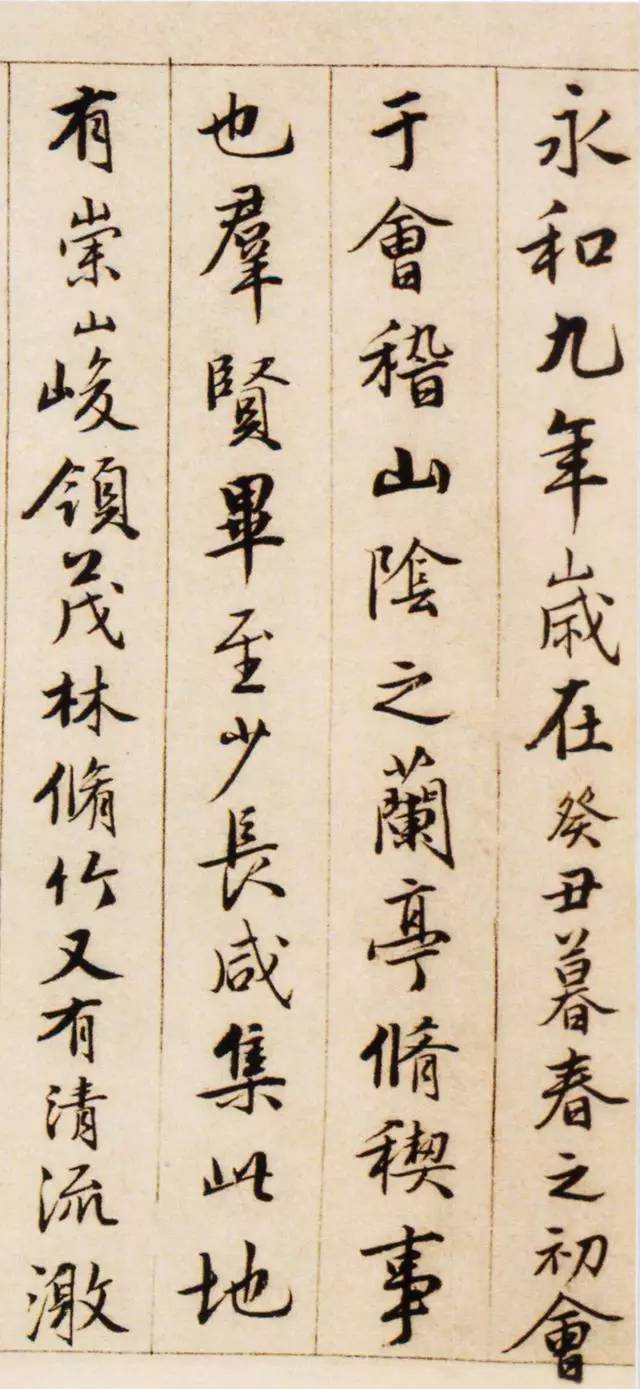 永和九年歲在癸丑暮春之初會
于會稽山陰之蘭亭脩稧事
也羣賢畢至少長咸集此地
有崇山峻領茂林脩竹又有清流激